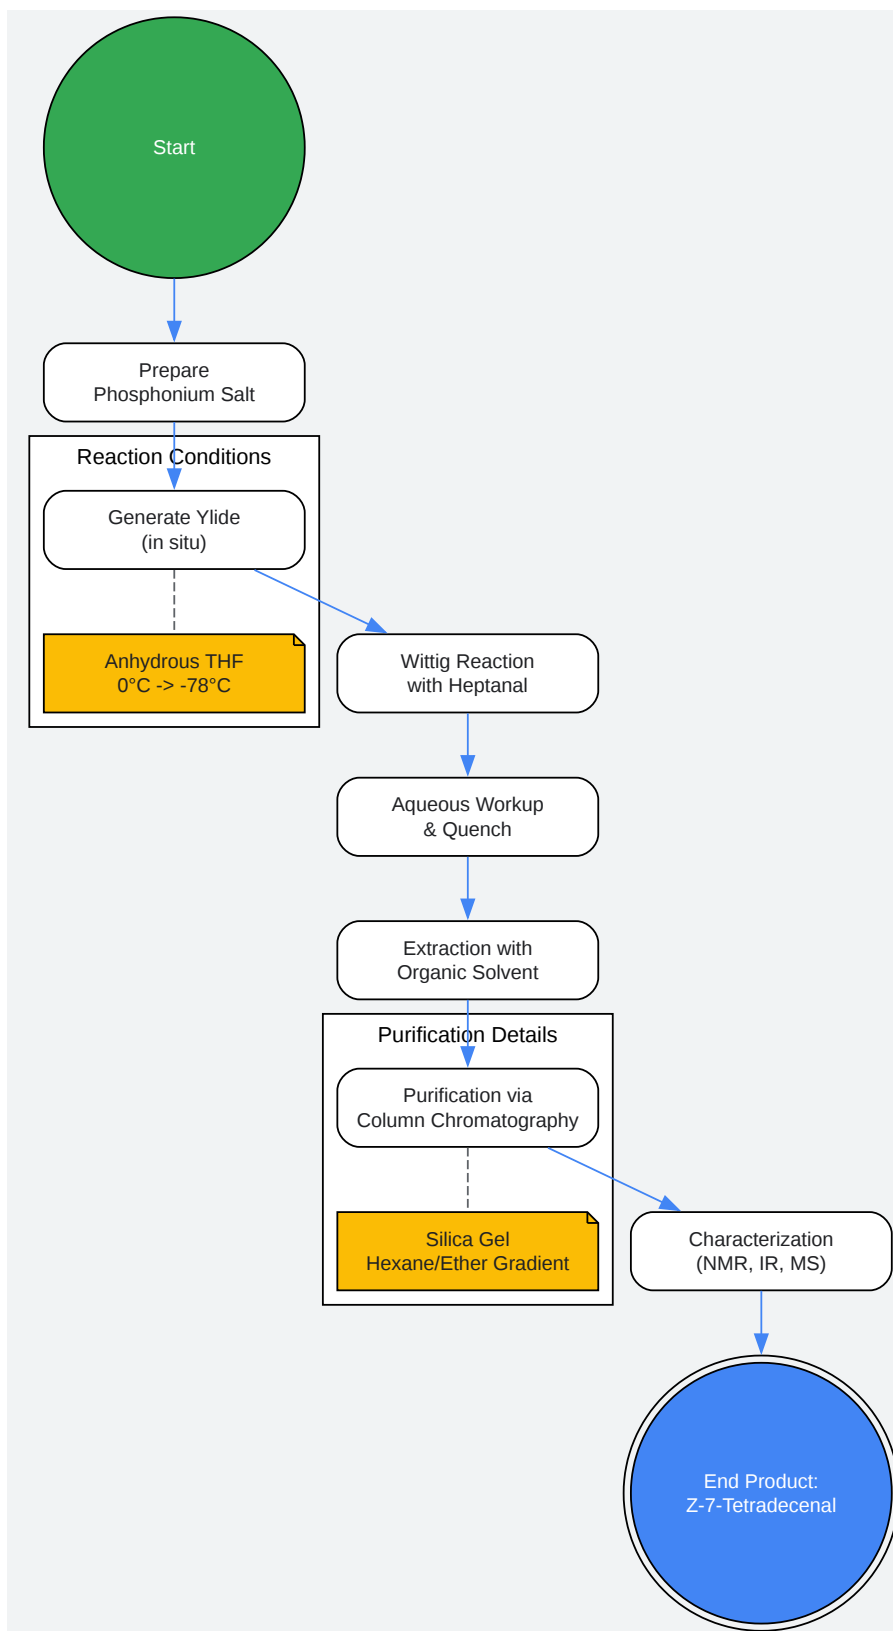 Start
Prepare
Phosphonium Salt
Reaction Conditions
Generate Ylide
(in situ)
Anhydrous THF
0°C -> -78°C
Wittig Reaction
with Heptanal
Aqueous Workup
& Quench
Extraction with
Organic Solvent
Purification Details
Purification via
Column Chromatography
Silica Gel
Hexane/Ether Gradient
Characterization
(NMR, IR, MS)
End Product:
Z-7-Tetradecenal